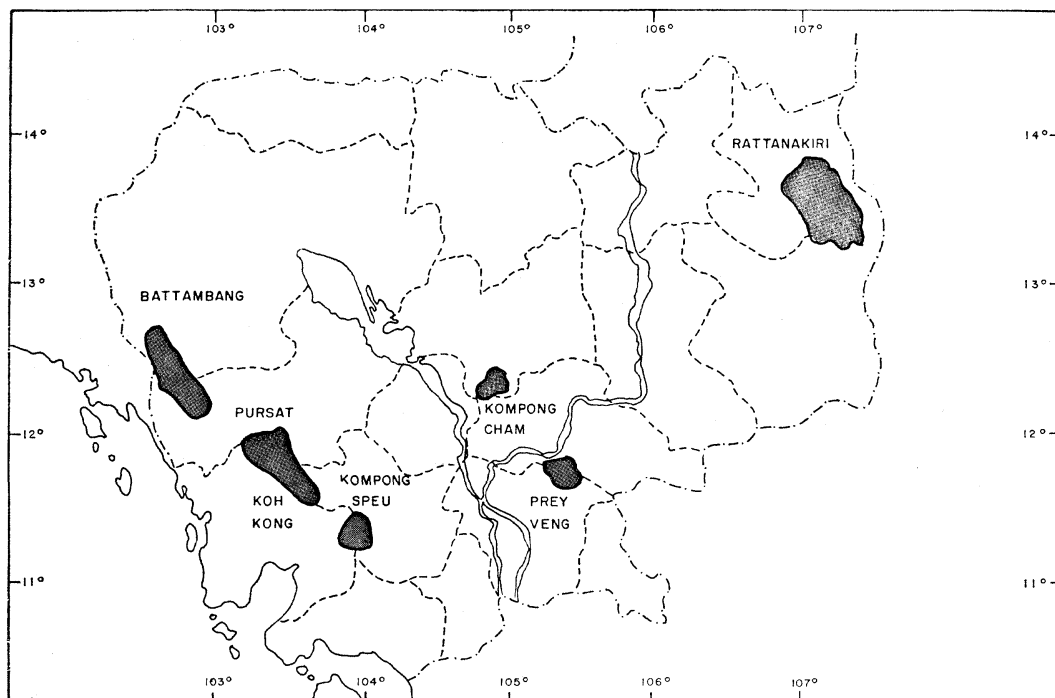 103° 104° 105° 106° 107°
14° 14°
RATTANAKIRI
13° 13°
BATTAMBANG
PURSAT
KOMPONG
CHAM
12° 12°
KOMPONG
SPEU
KOH
KONG
PREY
VENG
11° 11°
103° 104° 105° 106° 107°